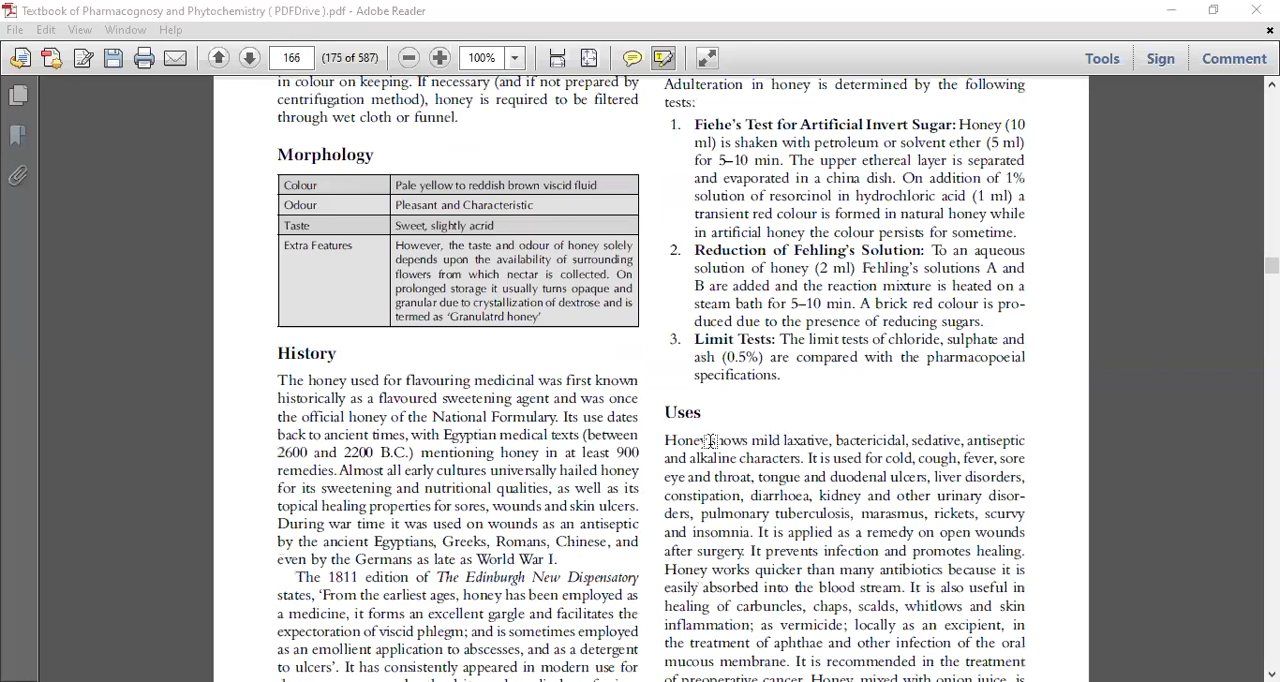 Textbook of Pharmacognosy and Phytochemistry ( PDFDrive ).pdf - Adobe Reader
File Edit View Window Help
166 (175 of 587) 100% Tools Sign Comment
in colour on keeping. If necessary (and if not prepared by
centrifugation method), honey is required to be filtered
through wet cloth or funnel.
Morphology
Colour Pale yellow to reddish brown viscid fluid
Odour Pleasant and Characteristic
Taste Sweet, slightly acrid
Extra Features However, the taste and odour of honey solely
depends upon the availability of surrounding
flowers from which nectar is collected. On
prolonged storage it usually turns opaque and
granular due to crystallization of dextrose and is
termed as ‘Granulatrd honey’
History
The honey used for flavouring medicinal was first known
historically as a flavoured sweetening agent and was once
the official honey of the National Formulary. Its use dates
back to ancient times, with Egyptian medical texts (between
2600 and 2200 B.C.) mentioning honey in at least 900
remedies. Almost all early cultures universally hailed honey
for its sweetening and nutritional qualities, as well as its
topical healing properties for sores, wounds and skin ulcers.
During war time it was used on wounds as an antiseptic
by the ancient Egyptians, Greeks, Romans, Chinese, and
even by the Germans as late as World War I.
The 1811 edition of The Edinburgh New Dispensatory
states, ‘From the earliest ages, honey has been employed as
a medicine, it forms an excellent gargle and facilitates the
expectoration of viscid phlegm; and is sometimes employed
as an emollient application to abscesses, and as a detergent
to ulcers’. It has consistently appeared in modern use for
Adulteration in honey is determined by the following
tests:
1. Fiehe’s Test for Artificial Invert Sugar: Honey (10
ml) is shaken with petroleum or solvent ether (5 ml)
for 5–10 min. The upper ethereal layer is separated
and evaporated in a china dish. On addition of 1%
solution of resorcinol in hydrochloric acid (1 ml) a
transient red colour is formed in natural honey while
in artificial honey the colour persists for sometime.
2. Reduction of Fehling’s Solution: To an aqueous
solution of honey (2 ml) Fehling’s solutions A and
B are added and the reaction mixture is heated on a
steam bath for 5–10 min. A brick red colour is pro-
duced due to the presence of reducing sugars.
3. Limit Tests: The limit tests of chloride, sulphate and
ash (0.5%) are compared with the pharmacopoeial
specifications.
Uses
Honey shows mild laxative, bactericidal, sedative, antiseptic
and alkaline characters. It is used for cold, cough, fever, sore
eye and throat, tongue and duodenal ulcers, liver disorders,
constipation, diarrhoea, kidney and other urinary disor-
ders, pulmonary tuberculosis, marasmus, rickets, scurvy
and insomnia. It is applied as a remedy on open wounds
after surgery. It prevents infection and promotes healing.
Honey works quicker than many antibiotics because it is
easily absorbed into the blood stream. It is also useful in
healing of carbuncles, chaps, scalds, whitlows and skin
inflammation; as vermicide; locally as an excipient, in
the treatment of aphthae and other infection of the oral
mucous membrane. It is recommended in the treatment
of preoperative cancer. Honey, mixed with onion juice, is